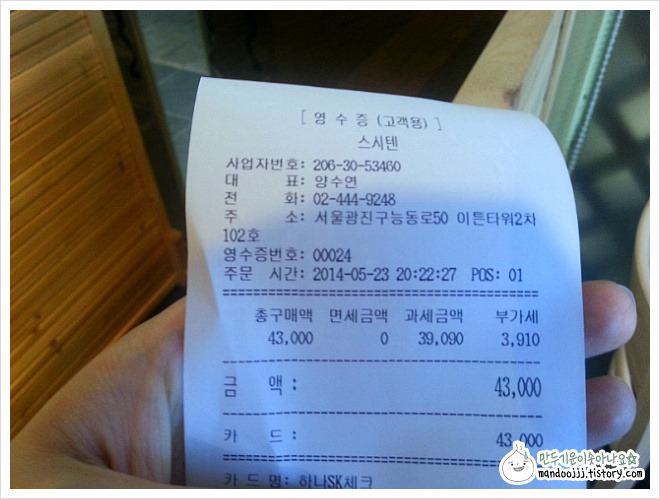 [ 영 수 증 (고객용) ]
스시텐
사업자번호: 206-30-53460
대 표: 양수연
전 화: 02-444-9248
주 소: 서울광진구능동로50 이튼타워2차
102호
영수증번호: 00024
주문 시간: 2014-05-23 20:22:27 POS: 01
총구매액 면세금액 과세금액 부가세
43,000 0 39,090 3,910
금 액: 43,000
카 드: 43,000
카 드 명: 하나SK체크
만두기운이솟아나요☆
mandoojjj.tistory.com